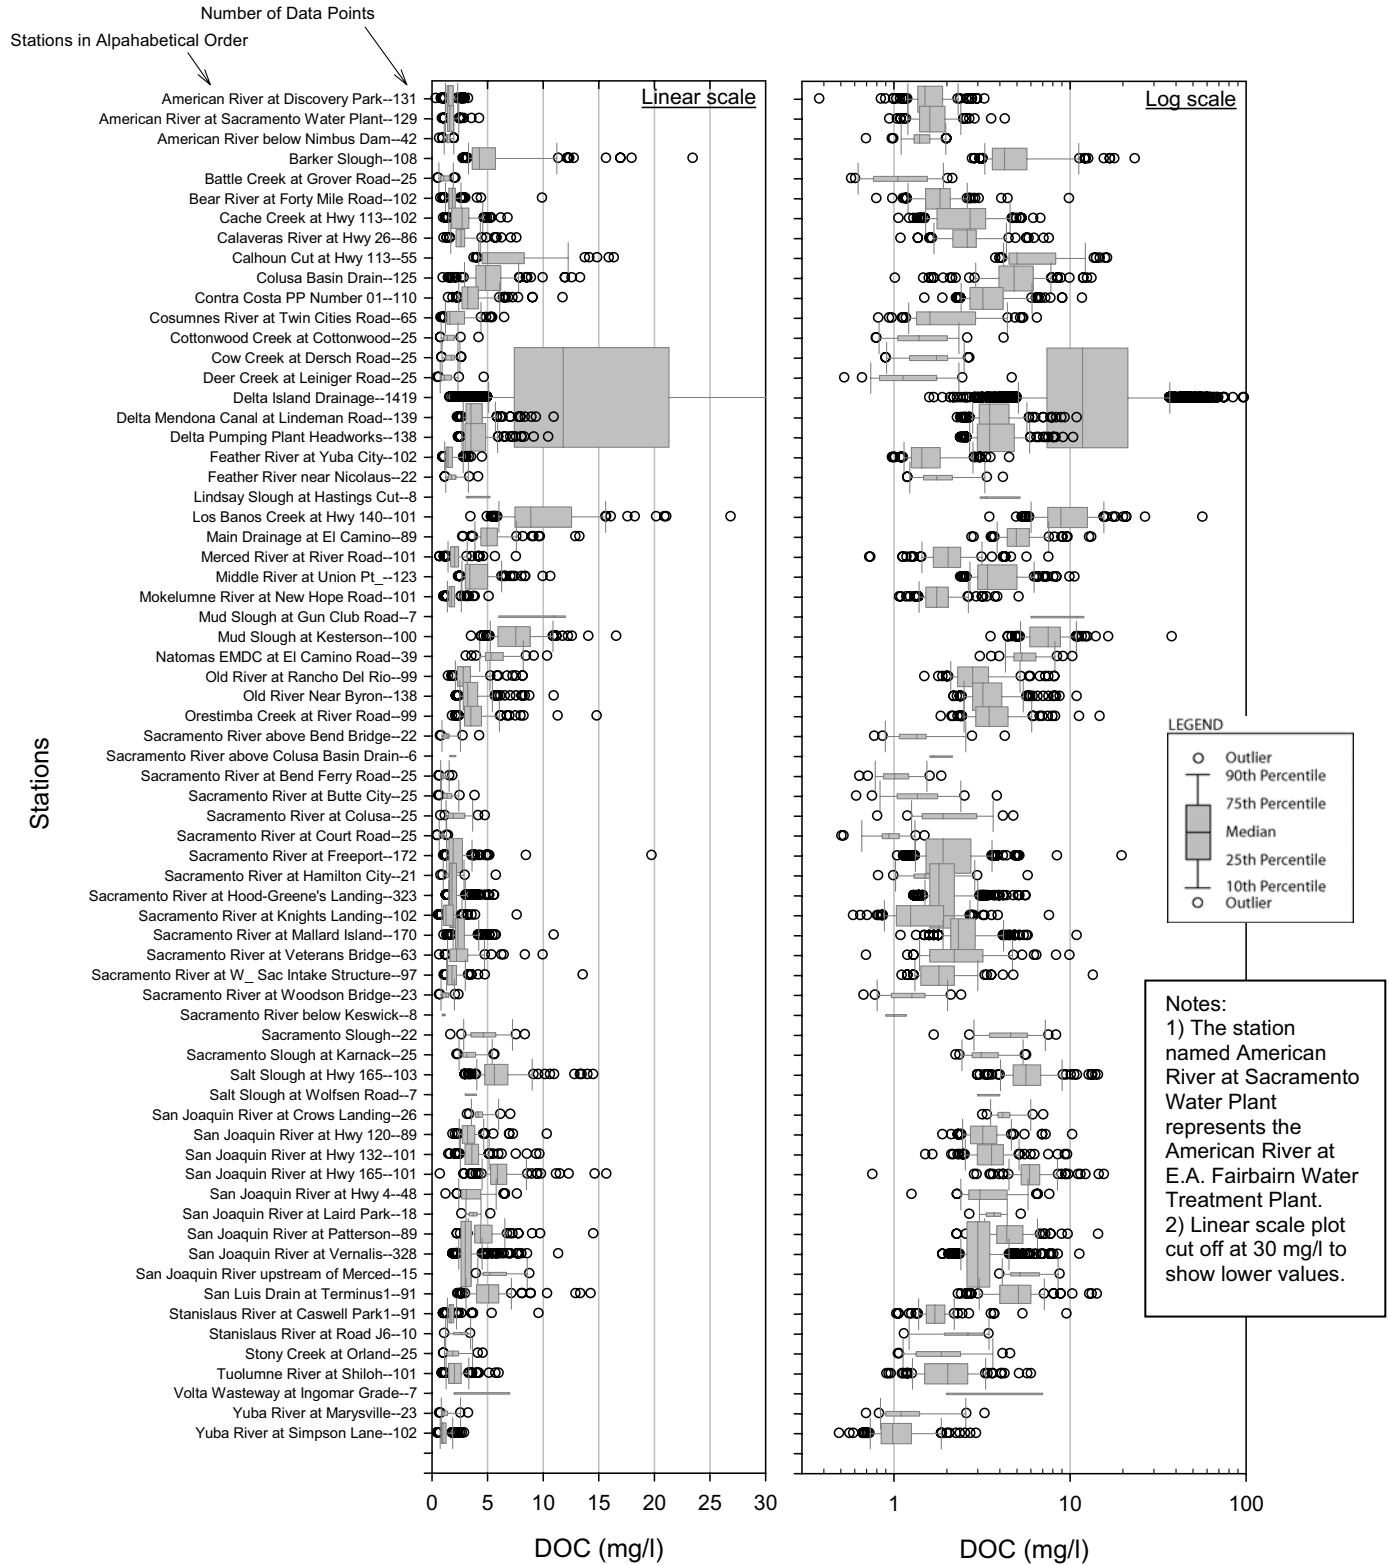 Number of Data Points
Stations in Alpahabetical Order
Linear scale
Log scale
American River at Discovery Park--131
American River at Sacramento Water Plant--129
American River below Nimbus Dam--42
Barker Slough--108
Battle Creek at Grover Road--25
Bear River at Forty Mile Road--102
Cache Creek at Hwy 113--102
Calaveras River at Hwy 26--86
Calhoun Cut at Hwy 113--55
Colusa Basin Drain--125
Contra Costa PP Number 01--110
Cosumnes River at Twin Cities Road--65
Cottonwood Creek at Cottonwood--25
Cow Creek at Dersch Road--25
Deer Creek at Leiniger Road--25
Delta Island Drainage--1419
Delta Mendona Canal at Lindeman Road--139
Delta Pumping Plant Headworks--138
Feather River at Yuba City--102
Feather River near Nicolaus--22
Lindsay Slough at Hastings Cut--8
Los Banos Creek at Hwy 140--101
Main Drainage at El Camino--89
Merced River at River Road--101
Middle River at Union Pt_--123
Mokelumne River at New Hope Road--101
Mud Slough at Gun Club Road--7
Mud Slough at Kesterson--100
Natomas EMDC at El Camino Road--39
Old River at Rancho Del Rio--99
Old River Near Byron--138
Orestimba Creek at River Road--99
Sacramento River above Bend Bridge--22
Sacramento River above Colusa Basin Drain--6
Sacramento River at Bend Ferry Road--25
Sacramento River at Butte City--25
Sacramento River at Colusa--25
Sacramento River at Court Road--25
Sacramento River at Freeport--172
Sacramento River at Hamilton City--21
Sacramento River at Hood-Greene's Landing--323
Sacramento River at Knights Landing--102
Sacramento River at Mallard Island--170
Sacramento River at Veterans Bridge--63
Sacramento River at W_ Sac Intake Structure-97
Sacramento River at Woodson Bridge--23
Sacramento River below Keswick--8
Sacramento Slough--22
Sacramento Slough at Karnack--25
Salt Slough at Hwy 165--103
Salt Slough at Wolfsen Road--7
San Joaquin River at Crows Landing--26
San Joaquin River at Hwy 120--89
San Joaquin River at Hwy 132--101
San Joaquin River at Hwy 165--101
San Joaquin River at Hwy 4--48
San Joaquin River at Laird Park--18
San Joaquin River at Patterson--89
San Joaquin River at Vernalis--328
San Joaquin River upstream of Merced--15
San Luis Drain at Terminus1--91
Stanislaus River at Caswell Park1--91
Stanislaus River at Road J6--10
Stony Creek at Orland--25
Tuolumne River at Shiloh--101
Volta Wasteway at Ingomar Grade--7
Yuba River at Marysville--23
Yuba River at Simpson Lane--102
Stations
0 5 10 15 20 25 30
DOC (mg/l)
1 10 100
DOC (mg/l)
LEGEND
Outlier
90th Percentile
75th Percentile
Median
25th Percentile
10th Percentile
Outlier
Notes:
1) The station
named American
River at Sacramento
Water Plant
represents the
American River at
E.A. Fairbairn Water
Treatment Plant.
2) Linear scale plot
cut off at 30 mg/l to
show lower values.